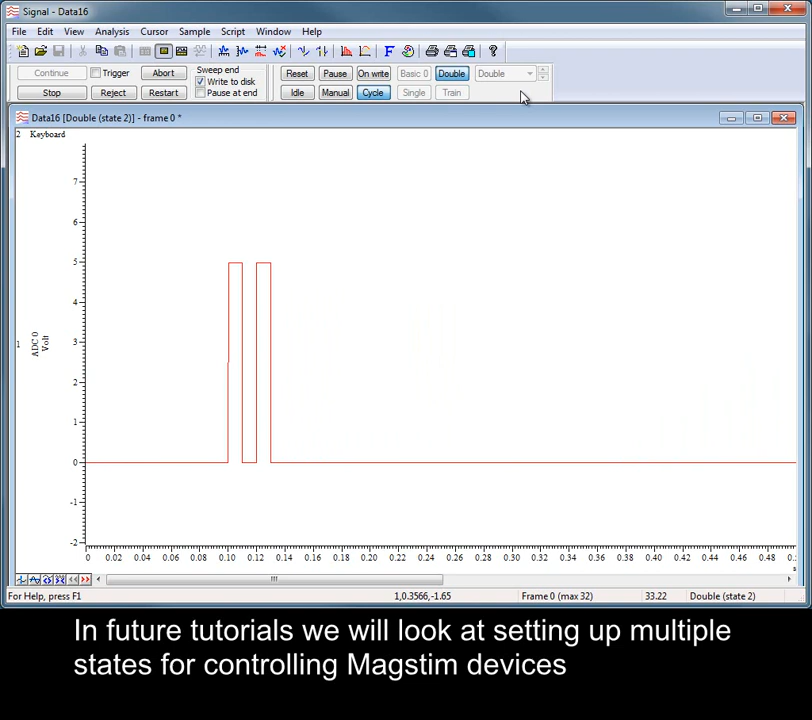 Signal - Data16
File Edit View Analysis Cursor Sample Script Window Help
Continue Trigger Abort Sweep end Reset Pause On write Basic 0 Double Double
Write to disk
Stop Reject Restart Pause at end Idle Manual Cycle Single Train
Data16 [Double (state 2)] - frame 0 *
2 Keyboard
7
6
5
4
3
2
1
0
-1
-2
1
ADC 0
Volt
0 0.02 0.04 0.06 0.08 0.10 0.12 0.14 0.16 0.18 0.20 0.22 0.24 0.26 0.28 0.30 0.32 0.34 0.36 0.38 0.40 0.42 0.44 0.46 0.48 0.
s
For Help, press F1 1,0.3566,-1.65 Frame 0 (max 32) 33.22 Double (state 2)
In future tutorials we will look at setting up multiple
states for controlling Magstim devices